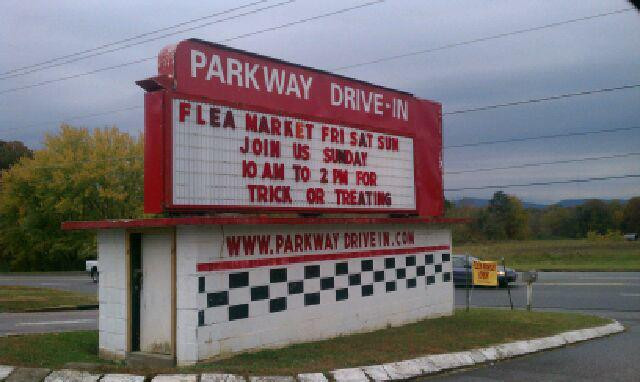 PARKWAY DRIVE-IN
FLEA MARKET FRI SAT SUN
JOIN US SUNDAY
10 AM TO 2 PM FOR
TRICK OR TREATING
WWW.PARKWAY DRIVEIN.COM